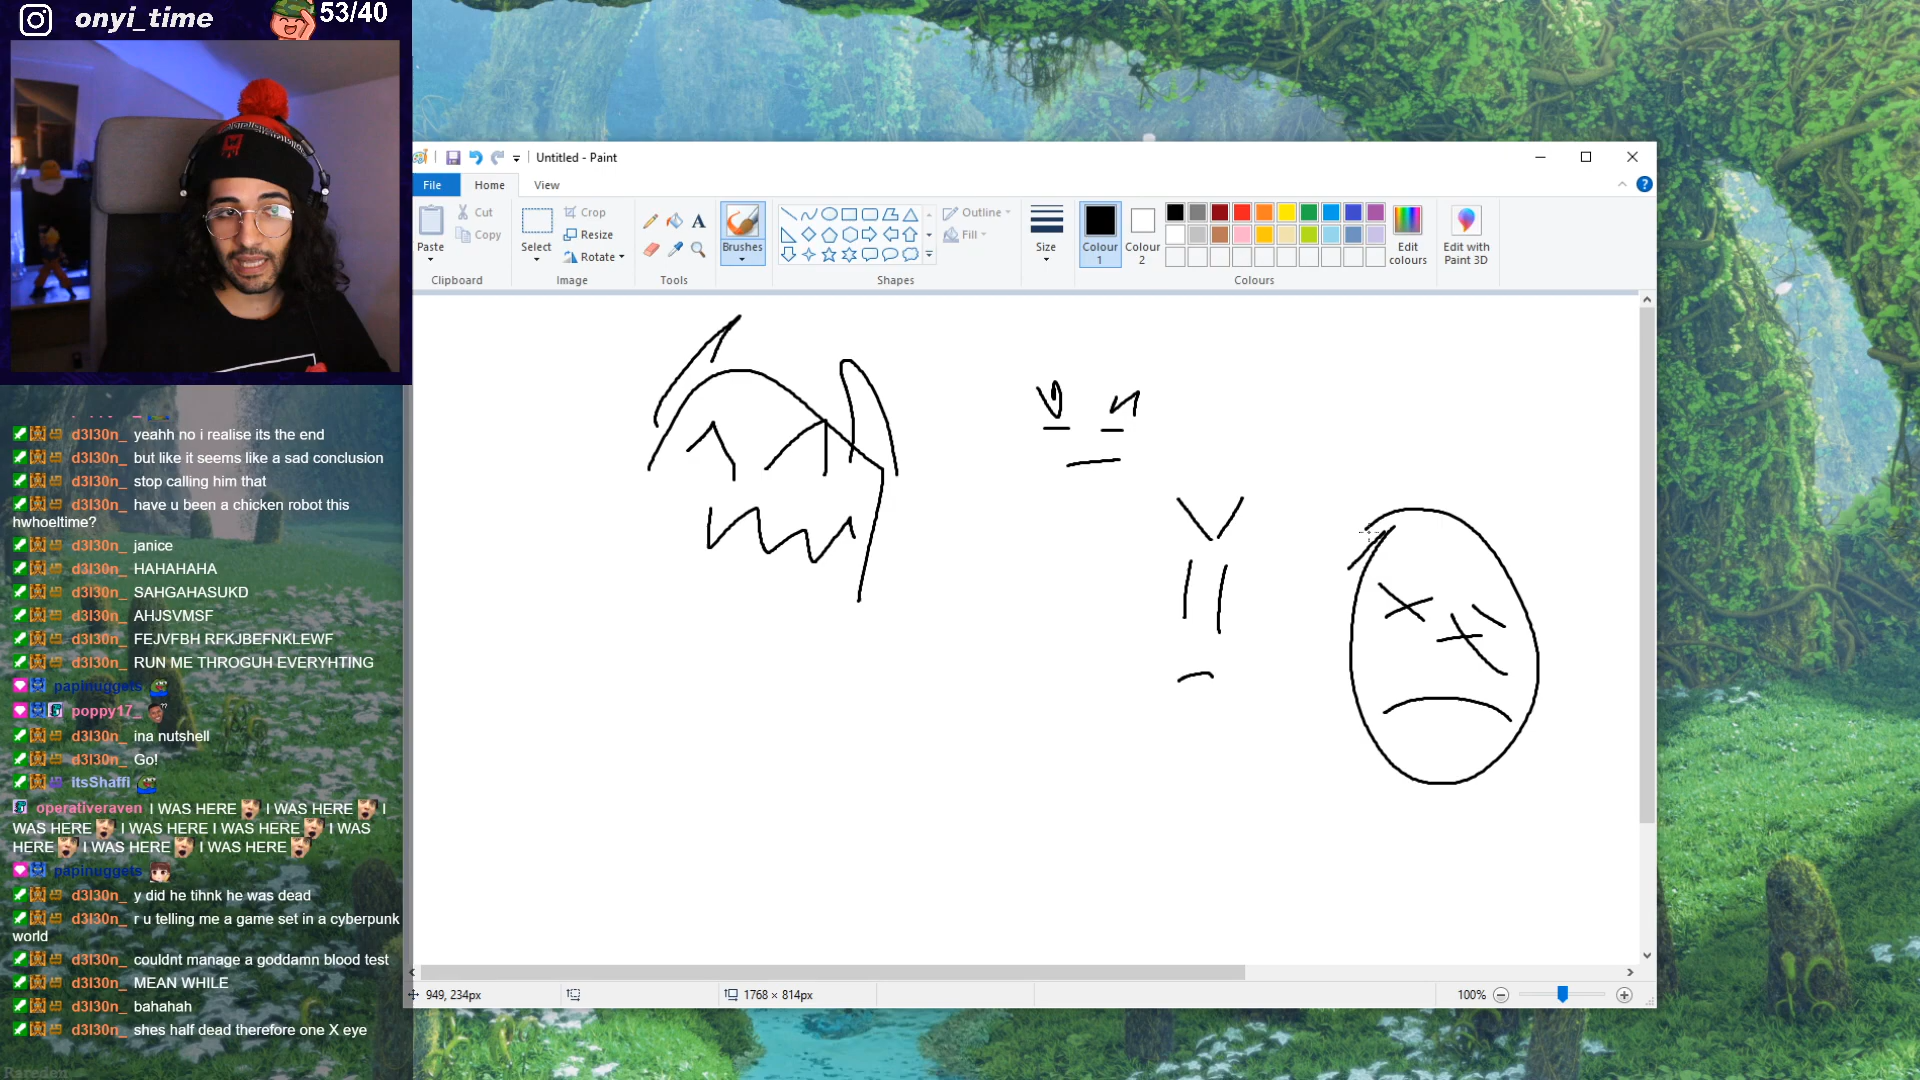 onyi_time
53/40
Untitled - Paint
File
Home
View
Paste
Cut
Copy
Clipboard
Select
Crop
Resize
Rotate
Image
Tools
Brushes
Shapes
Outline
Fill
Size
Colour
1
Colour
2
Edit
colours
Colours
Edit with
Paint 3D
d3l30n_ yeahh no i realise its the end
d3l30n_ but like it seems like a sad conclusion
d3l30n_ stop calling him that
d3l30n_ have u been a chicken robot this
hwhoeltime?
d3l30n_ janice
d3l30n_ HAHAHAHA
d3l30n_ SAHGAHASUKD
d3l30n_ AHJSVMSF
d3l30n_ FEJVFBH RFKJBEFNKLEWF
d3l30n_ RUN ME THROGUH EVERYHTING
papinuggets
poppy17_
d3l30n_ ina nutshell
d3l30n_ Go!
itsShaffi
operativeraven I WAS HERE I WAS HERE I
WAS HERE I WAS HERE I WAS HERE I WAS
HERE I WAS HERE I WAS HERE
papinuggets
d3l30n_ y did he tihnk he was dead
d3l30n_ r u telling me a game set in a cyberpunk
world
d3l30n_ couldnt manage a goddamn blood test
d3l30n_ MEAN WHILE
d3l30n_ bahahah
d3l30n_ shes half dead therefore one X eye
949, 234px
1768 × 814px
100%